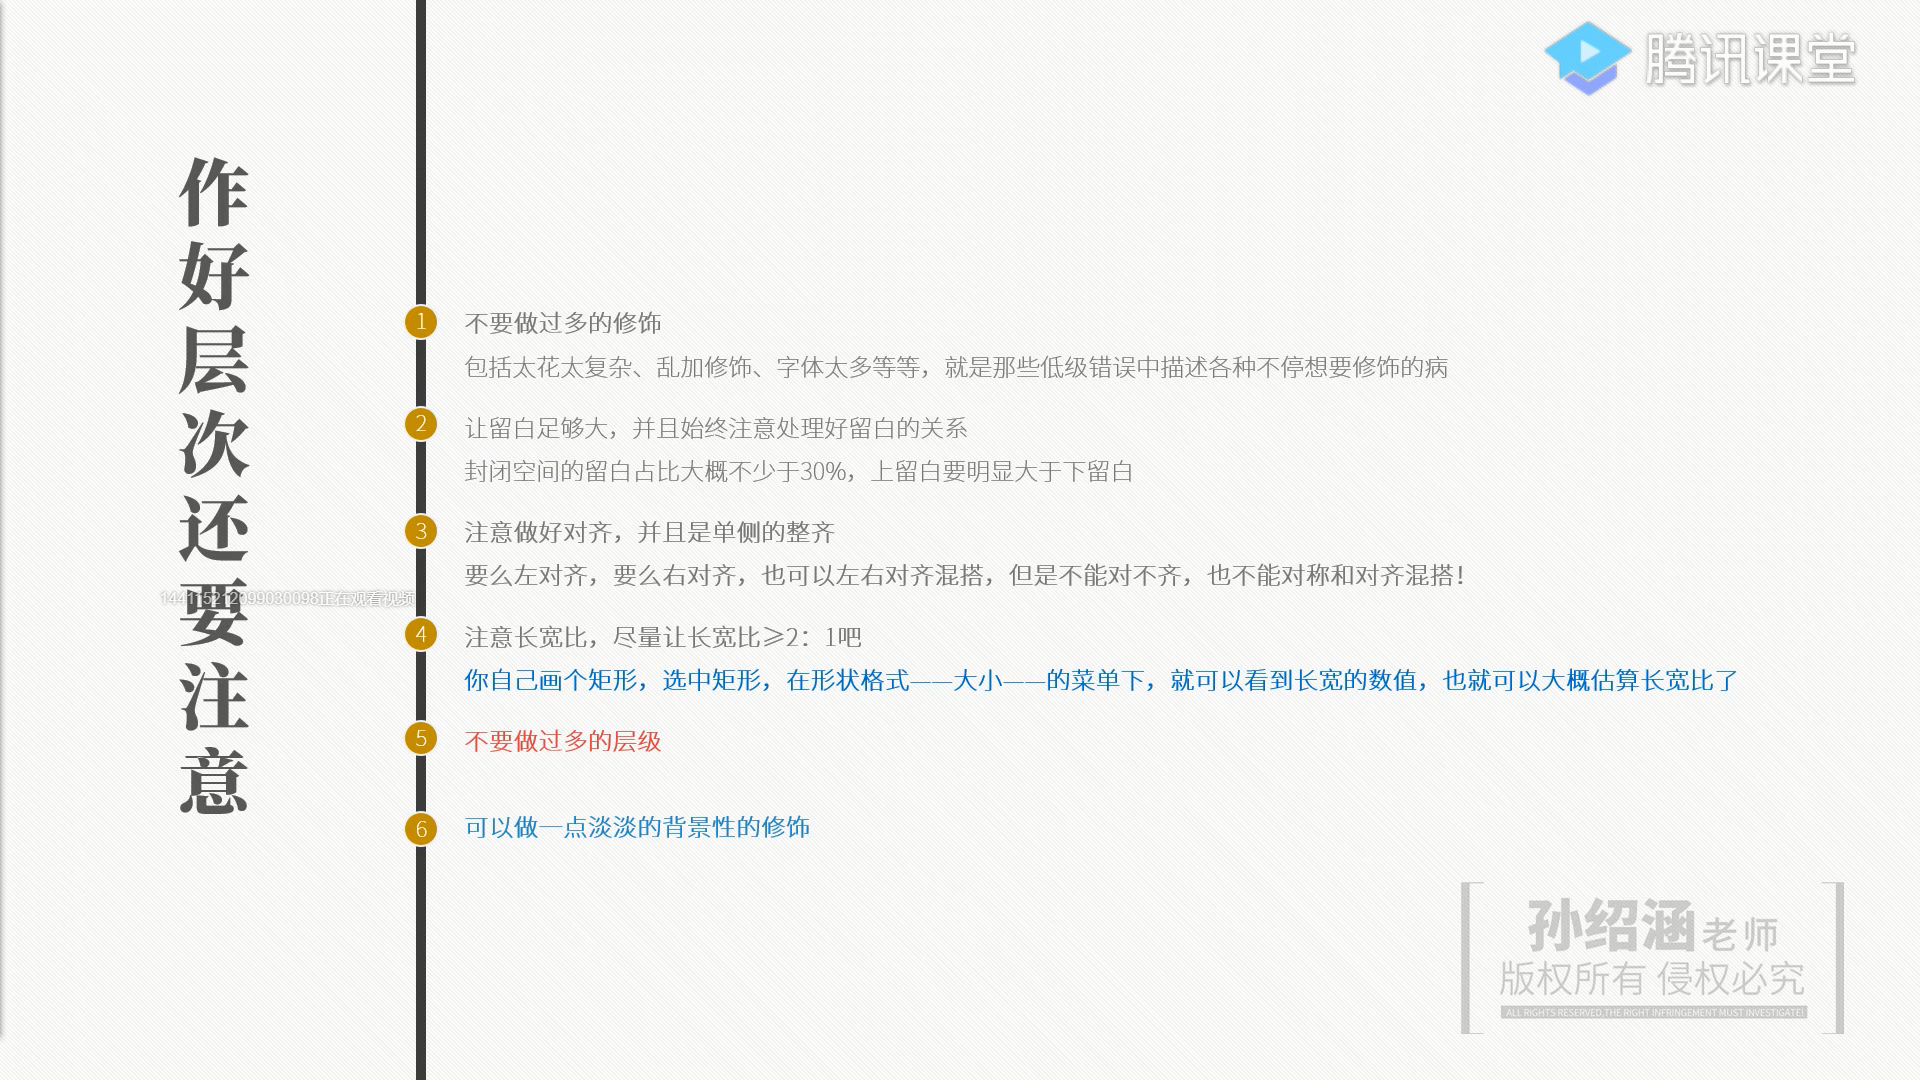 腾讯课堂
作好层次还要注意
1 不要做过多的修饰
包括太花太复杂、乱加修饰、字体太多等等，就是那些低级错误中描述各种不停想要修饰的病
2 让留白足够大，并且始终注意处理好留白的关系
封闭空间的留白占比大概不少于30%，上留白要明显大于下留白
3 注意做好对齐，并且是单侧的整齐
要么左对齐，要么右对齐，也可以左右对齐混搭，但是不能对不齐，也不能对称和对齐混搭！
144115212099030098正在观看视频
4 注意长宽比，尽量让长宽比≥2：1吧
你自己画个矩形，选中矩形，在形状格式——大小——的菜单下，就可以看到长宽的数值，也就可以大概估算长宽比了
5 不要做过多的层级
6 可以做一点淡淡的背景性的修饰
孙绍涵老师
版权所有 侵权必究
ALL RIGHTS RESERVED,THE RIGHT INFRINGEMENT MUST INVESTIGATE!